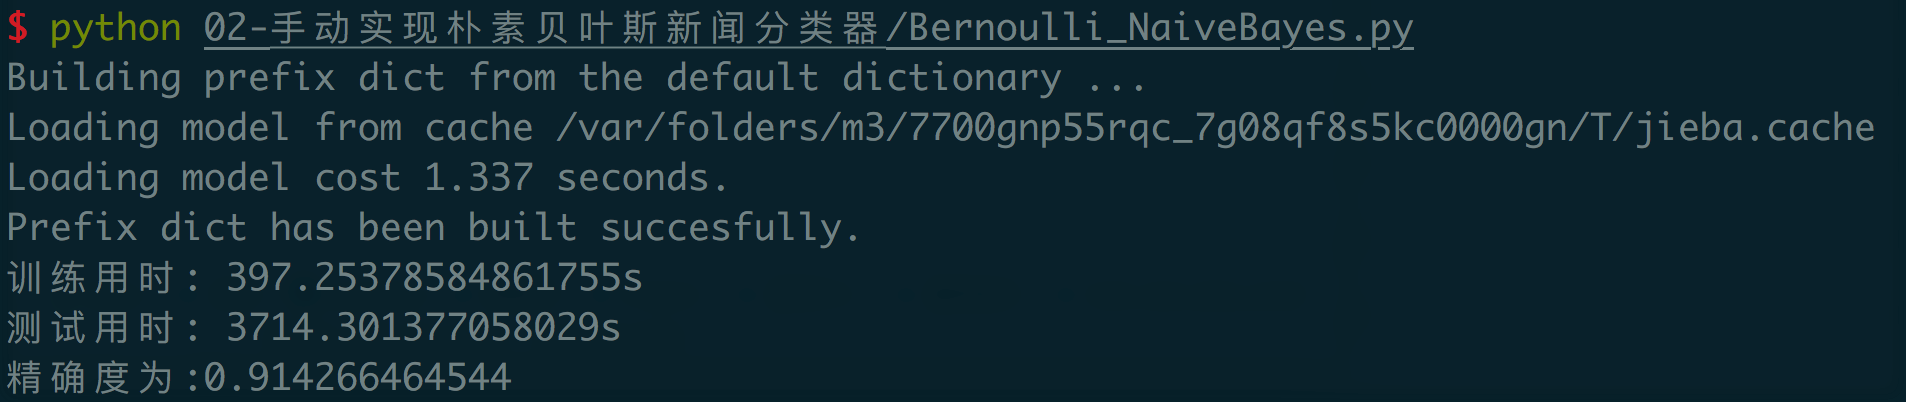 $ python 02-手动实现朴素贝叶斯新闻分类器/Bernoulli_NaiveBayes.py
Building prefix dict from the default dictionary ...
Loading model from cache /var/folders/m3/7700gnp55rqc_7g08qf8s5kc0000gn/T/jieba.cache
Loading model cost 1.337 seconds.
Prefix dict has been built succesfully.
训练用时: 397.25378584861755s
测试用时: 3714.301377058029s
精确度为:0.914266464544